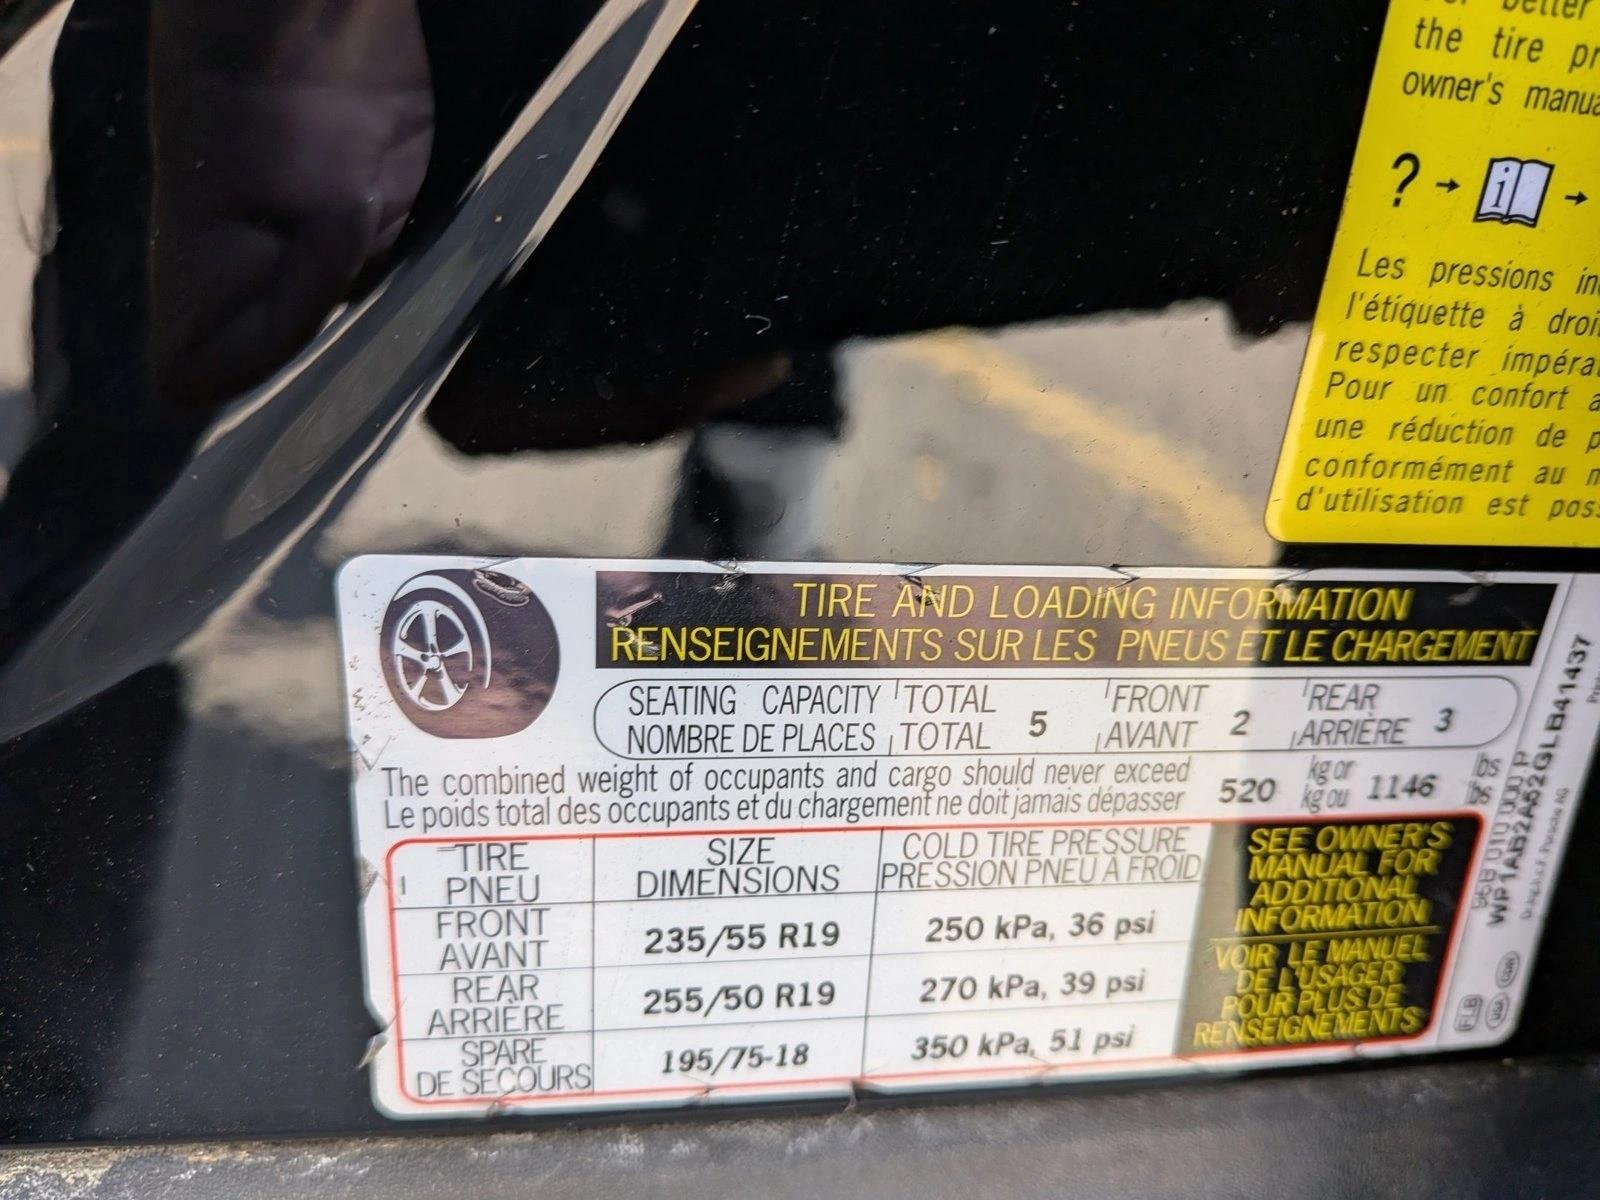 better
the tire
owner's
? → i →
Les pressions
l'étiquette à
respecter
Pour un confort
une réduction de
conformément au
d'utilisation est
TIRE AND LOADING INFORMATION
RENSEIGNEMENTS SUR LES PNEUS ET LE CHARGEMENT
SEATING CAPACITY TOTAL FRONT REAR
NOMBRE DE PLACES TOTAL 5 AVANT 2 ARRIÈRE 3
The combined weight of occupants and cargo should never exceed
Le poids total des occupants et du chargement ne doit jamais dépasser
520 kg or 1146 lbs
kg ou lbs
TIRE SIZE COLD TIRE PRESSURE
PNEU DIMENSIONS PRESSION PNEU A FROID
FRONT
AVANT 235/55 R19 250 kPa, 36 psi
REAR
ARRIÈRE 255/50 R19 270 kPa, 39 psi
SPARE
DE SECOURS 195/75-18 350 kPa, 51 psi
SEE OWNER'S
MANUAL FOR
ADDITIONAL
INFORMATION
VOIR LE MANUEL
DE L'USAGER
POUR PLUS DE
RENSEIGNEMENTS
WP1AB2A52GLB41437
FLB